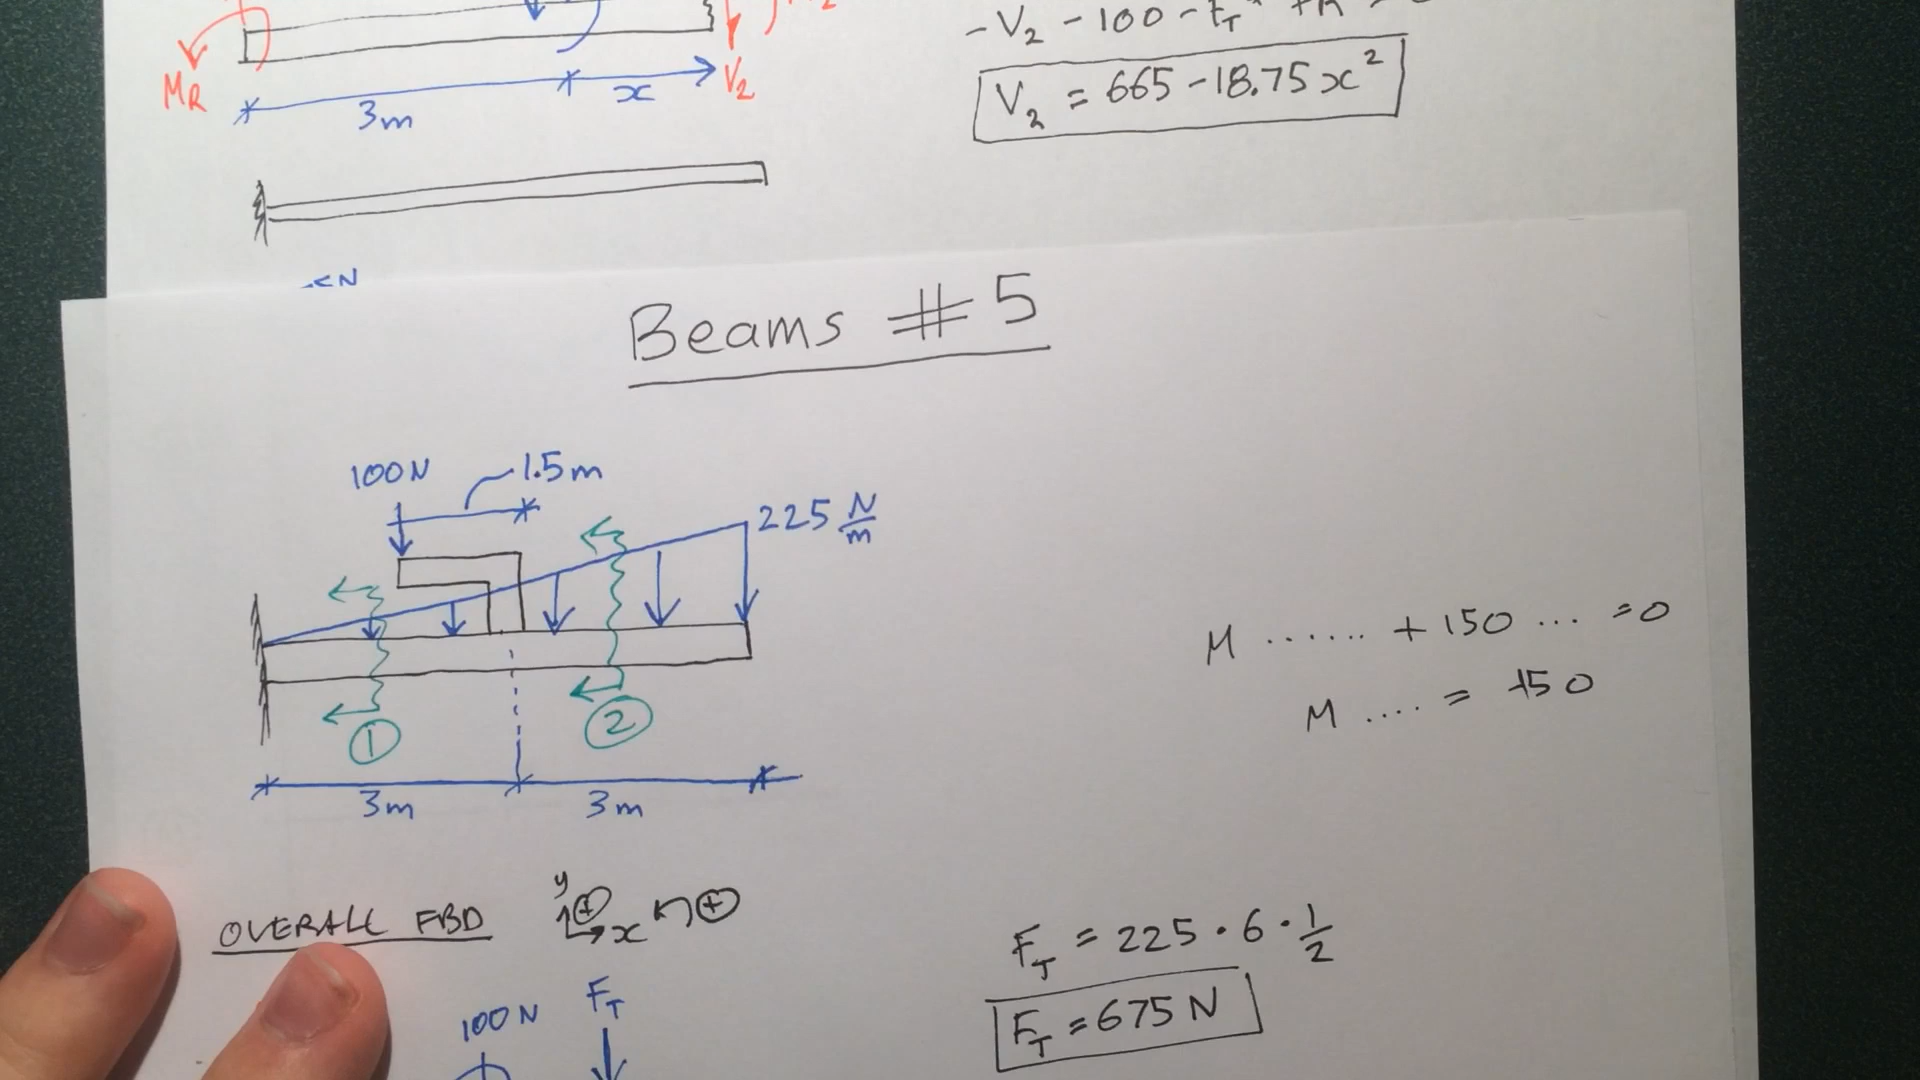 -V₂ - 100 - F_T
V₂ = 665 - 18.75x²
M_R
3m
x
V₂
N
Beams #5
100N
1.5m
225 N/m
1
2
3m
3m
M ...... + 150 ... = 0
M .... = 150
OVERALL FBD
y
+
x
+
F_T = 225 · 6 · 1/2
F_T = 675 N
100N
F_T